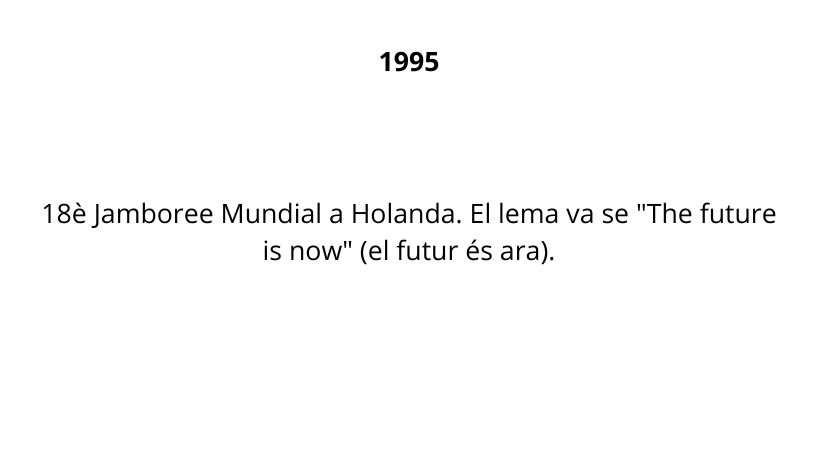 1995
18è Jamboree Mundial a Holanda. El lema va se "The future
is now" (el futur és ara).